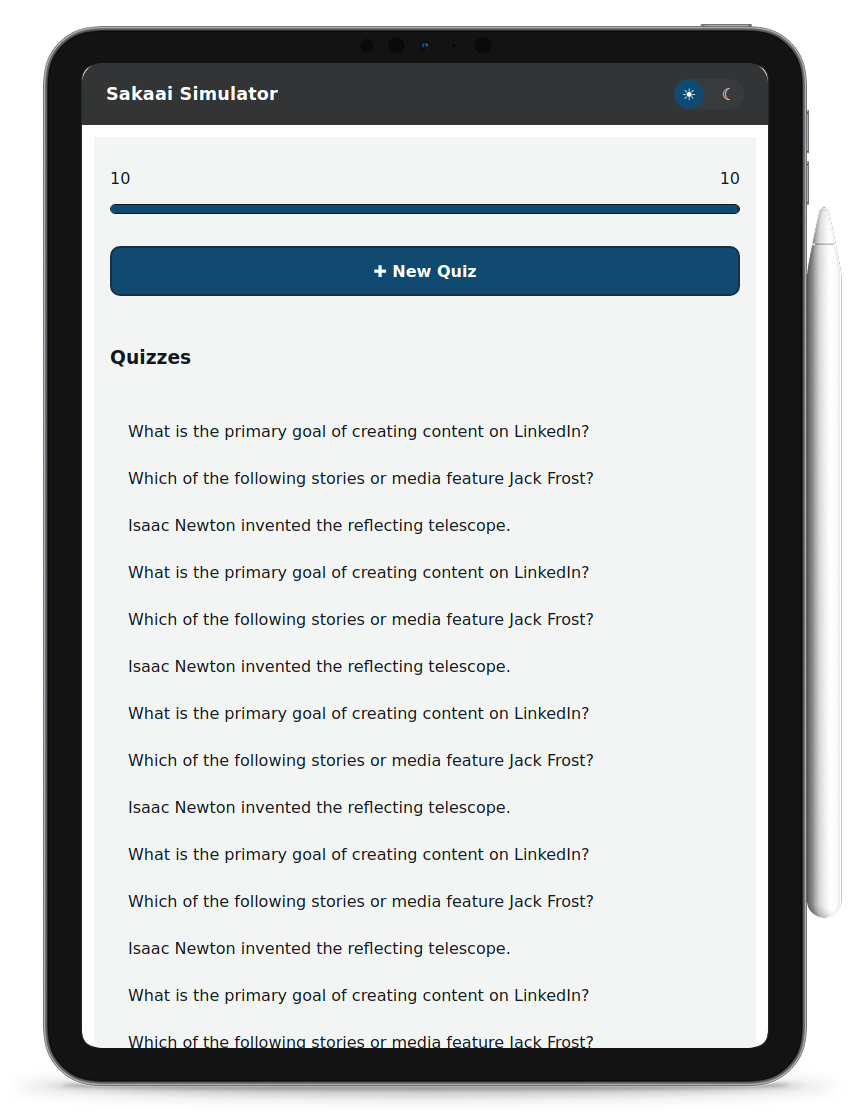 Sakaai Simulator
10 10
+ New Quiz
Quizzes
What is the primary goal of creating content on LinkedIn?
Which of the following stories or media feature Jack Frost?
Isaac Newton invented the reflecting telescope.
What is the primary goal of creating content on LinkedIn?
Which of the following stories or media feature Jack Frost?
Isaac Newton invented the reflecting telescope.
What is the primary goal of creating content on LinkedIn?
Which of the following stories or media feature Jack Frost?
Isaac Newton invented the reflecting telescope.
What is the primary goal of creating content on LinkedIn?
Which of the following stories or media feature Jack Frost?
Isaac Newton invented the reflecting telescope.
What is the primary goal of creating content on LinkedIn?
Which of the following stories or media feature Jack Frost?